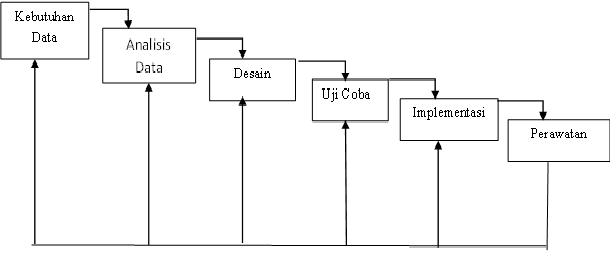 Kebutuhan
Data
Analisis
Data
Desain
Uji Coba
Implementasi
Perawatan